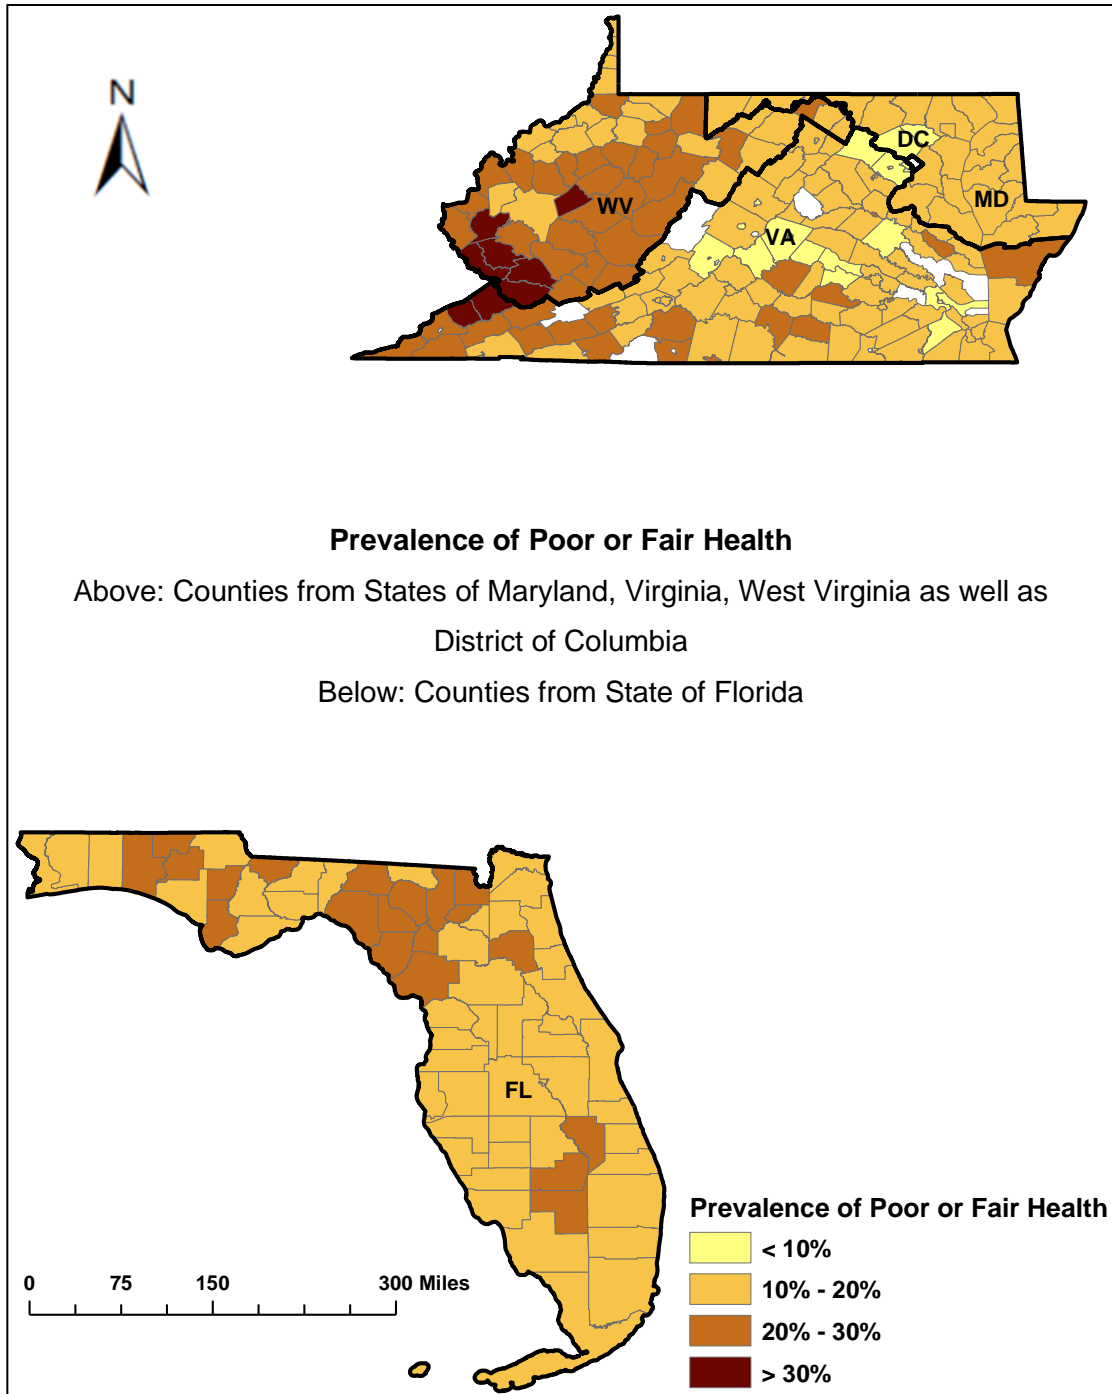 N
DC
WV
MD
VA
Prevalence of Poor or Fair Health
Above: Counties from States of Maryland, Virginia, West Virginia as well as
District of Columbia
Below: Counties from State of Florida
FL
Prevalence of Poor or Fair Health
< 10%
0 75 150 300 Miles
10% - 20%
20% - 30%
> 30%